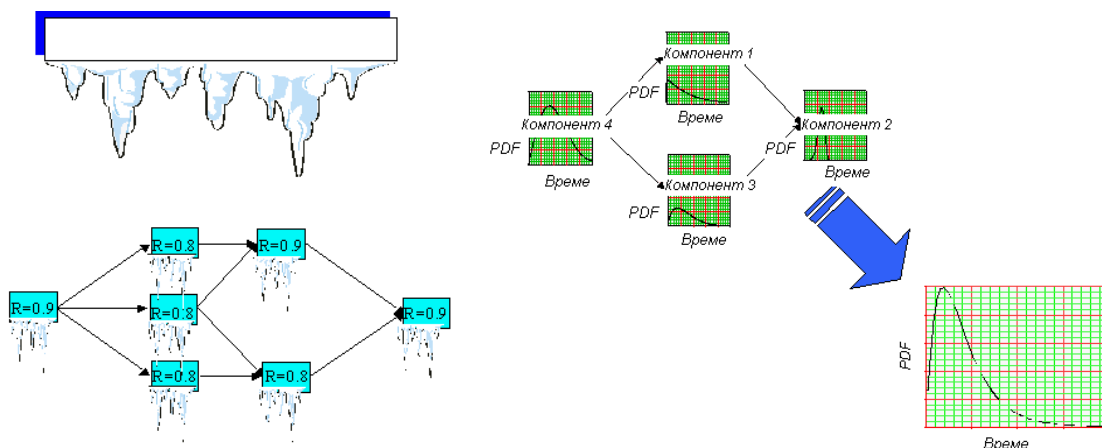 Компонент 1
PDF
Време
Компонент 4
PDF
Време
Компонент 2
PDF
Време
Компонент 3
PDF
Време
R=0.8
R=0.9
R=0.9
R=0.8
R=0.9
R=0.8
R=0.8
PDF
Време